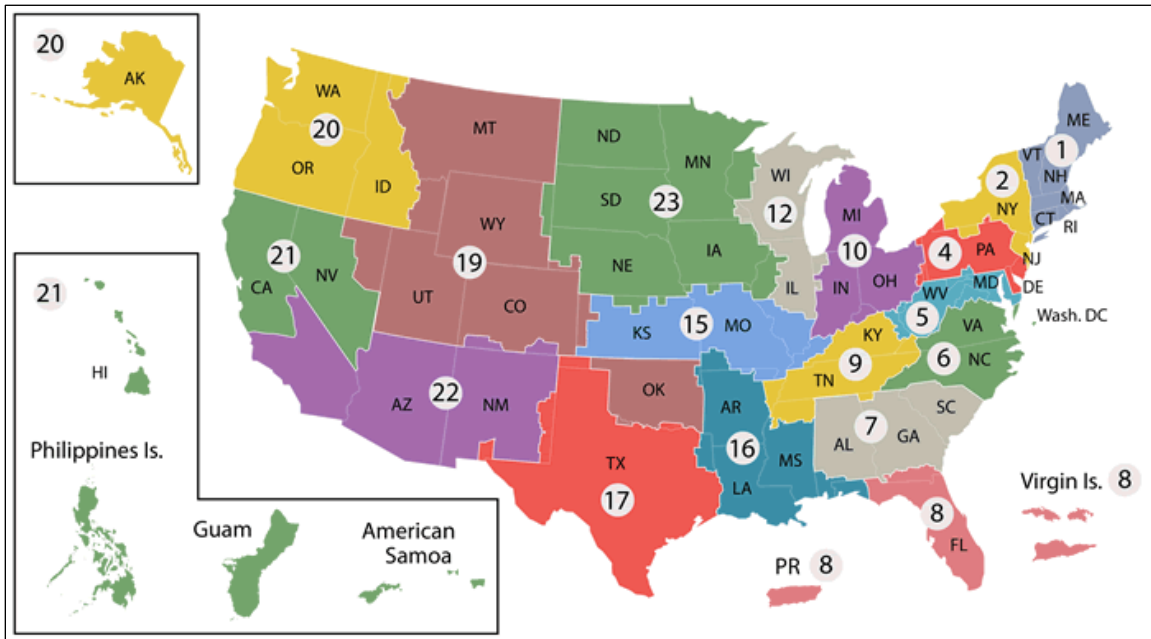 20
AK
WA
20
OR
ID
MT
WY
19
UT
CO
ND
MN
SD
23
NE
IA
WI
12
IL
MI
10
IN
OH
ME
1
VT
NH
MA
CT
RI
2
NY
NJ
4
PA
DE
MD
WV
5
Wash. DC
VA
6
NC
KY
9
TN
KS
15
MO
21
CA
NV
AZ
22
NM
OK
TX
17
AR
16
MS
LA
SC
7
AL
GA
8
FL
Virgin Is. 8
PR 8
21
HI
Philippines Is.
Guam
American
Samoa